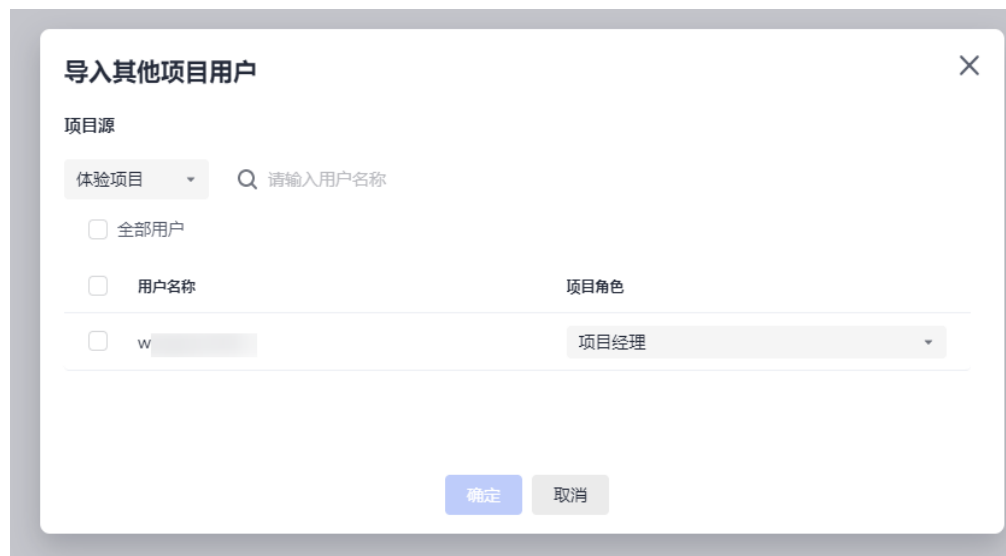 导入其他项目用户
项目源
体验项目 请输入用户名称
全部用户
用户名称 项目角色
w 项目经理
确定 取消